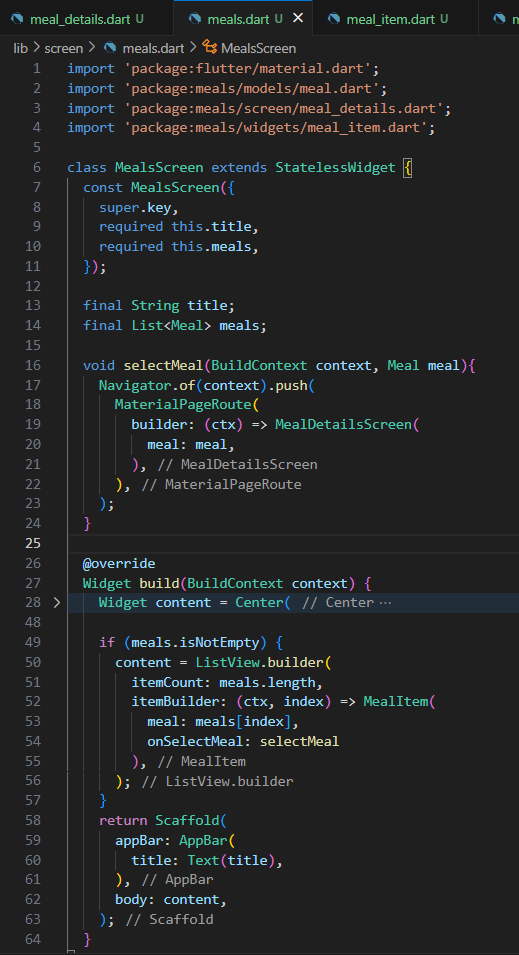 meal_details.dart U
meals.dart U
meal_item.dart U
lib > screen > meals.dart > MealsScreen
1 import 'package:flutter/material.dart';
2 import 'package:meals/models/meal.dart';
3 import 'package:meals/screen/meal_details.dart';
4 import 'package:meals/widgets/meal_item.dart';
5
6 class MealsScreen extends StatelessWidget {
7   const MealsScreen({
8     super.key,
9     required this.title,
10     required this.meals,
11   });
12
13   final String title;
14   final List<Meal> meals;
15
16   void selectMeal(BuildContext context, Meal meal){
17     Navigator.of(context).push(
18       MaterialPageRoute(
19         builder: (ctx) => MealDetailsScreen(
20           meal: meal,
21         ), // MealDetailsScreen
22       ), // MaterialPageRoute
23     );
24   }
25
26   @override
27   Widget build(BuildContext context) {
28     Widget content = Center( // Center ⋯
48
49     if (meals.isNotEmpty) {
50       content = ListView.builder(
51         itemCount: meals.length,
52         itemBuilder: (ctx, index) => MealItem(
53           meal: meals[index],
54           onSelectMeal: selectMeal
55         ), // MealItem
56       ); // ListView.builder
57     }
58     return Scaffold(
59       appBar: AppBar(
60         title: Text(title),
61       ), // AppBar
62       body: content,
63     ); // Scaffold
64   }